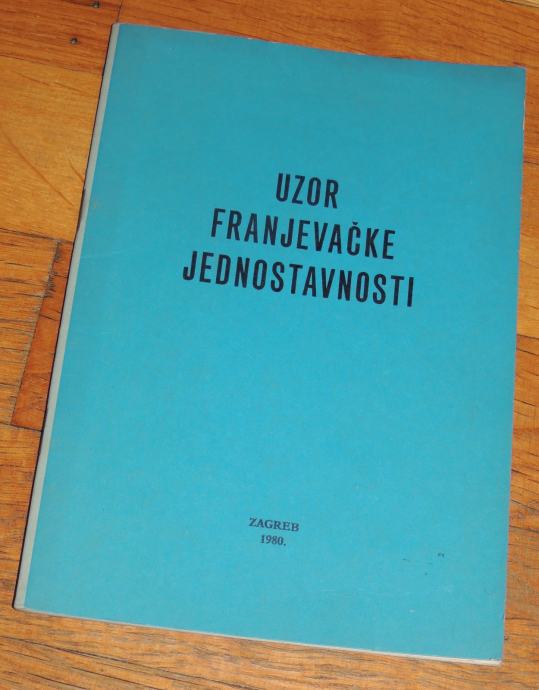 UZOR
FRANJEVAČKE
JEDNOSTAVNOSTI
ZAGREB
1980.